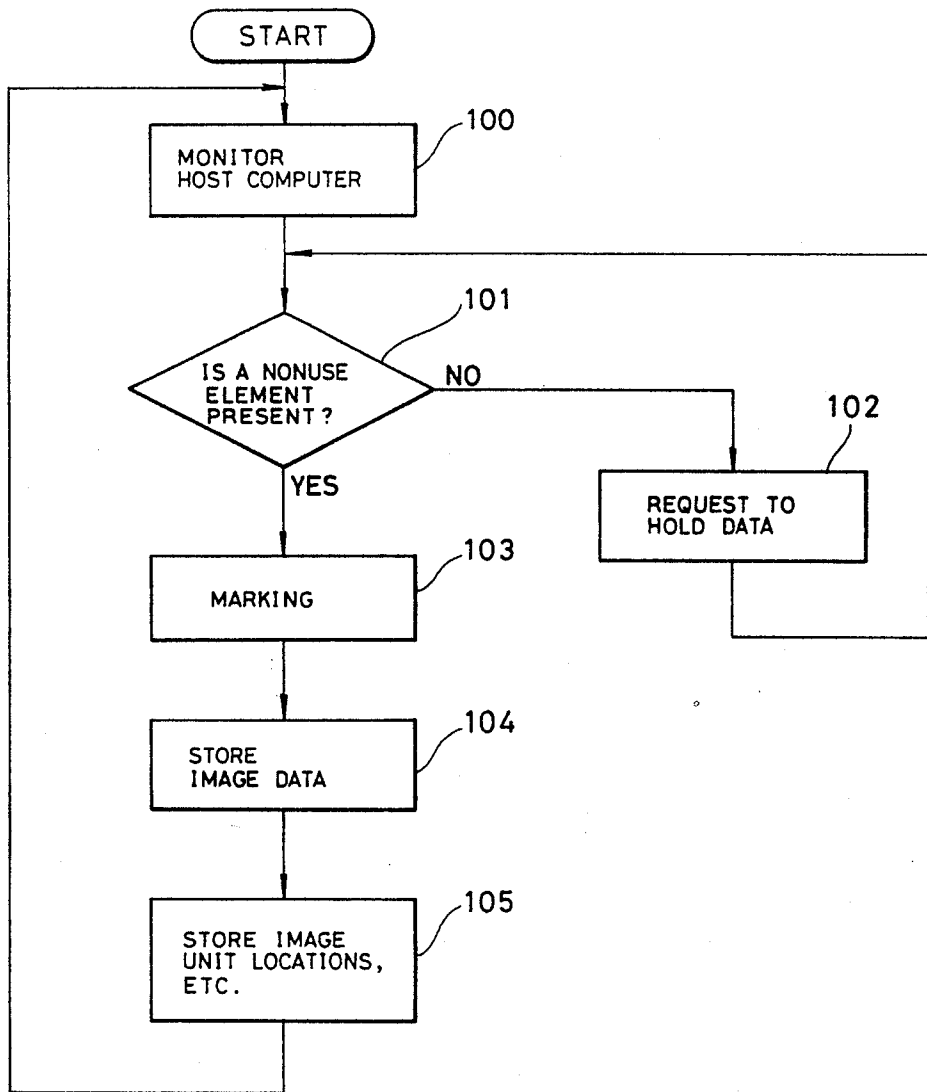 START
100
MONITOR
HOST COMPUTER
101
IS A NONUSE
ELEMENT
PRESENT?
NO
YES
102
REQUEST TO
HOLD DATA
103
MARKING
104
STORE
IMAGE DATA
105
STORE IMAGE
UNIT LOCATIONS,
ETC.